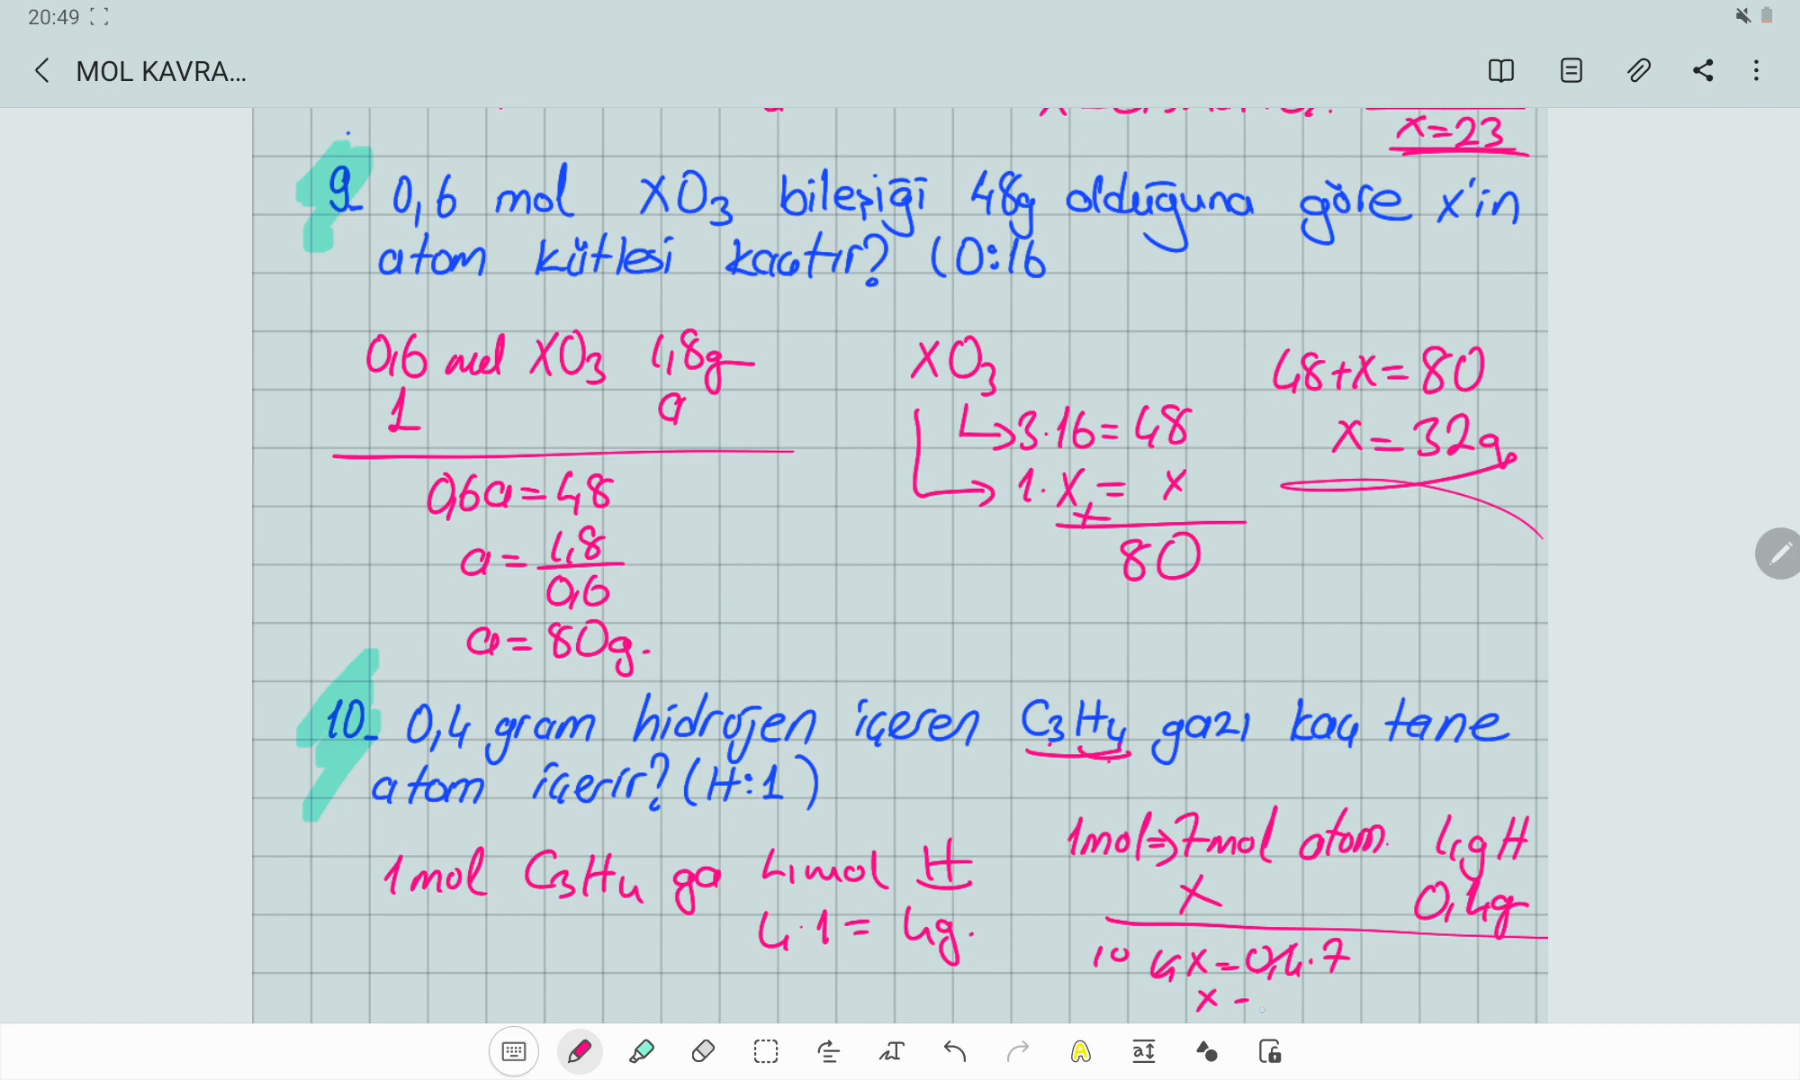 20:49
MOL KAVRA...
x=23
9- 0,6 mol XO3 bileşiği 48g olduğuna göre x'in
atom kütlesi kaçtır? (O:16
0,6 mol XO3 48g
1 a
0,6a=48
a=48/0,6
a=80g.
XO3
→3·16=48
→1·X= x
+
80
48+x=80
x=32g
10- 0,4 gram hidrojen içeren C3H4 gazı kaç tane
atom içerir? (H:1)
1 mol C3H4 ga 4 mol H
4·1= 4g.
1mol⇒7mol atom 4gH
X 0,4g
10 4x=0,4·7
x =